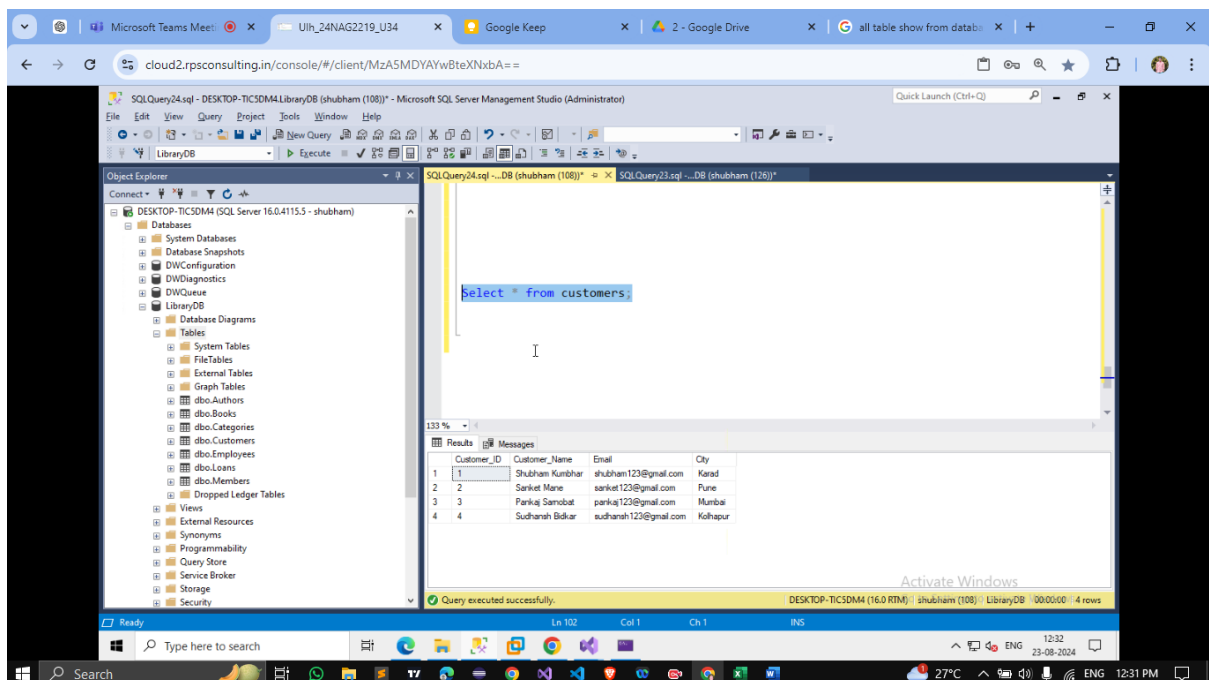 Microsoft Teams Meeti
Ulh_24NAG2219_U34
Google Keep
2 - Google Drive
all table show from databa
cloud2.rpsconsulting.in/console/#/client/MzA5MDYAYwBteXNxbA==
SQLQuery24.sql - DESKTOP-TIC5DM4.LibraryDB (shubham (108))* - Microsoft SQL Server Management Studio (Administrator)
Quick Launch (Ctrl+Q)
File Edit View Query Project Tools Window Help
New Query
LibraryDB
Execute
Object Explorer
SQLQuery24.sql -...DB (shubham (108))*
SQLQuery23.sql -...DB (shubham (126))*
Connect
DESKTOP-TIC5DM4 (SQL Server 16.0.4115.5 - shubham)
Databases
System Databases
Database Snapshots
DWConfiguration
DWDiagnostics
DWQueue
LibraryDB
Database Diagrams
Tables
System Tables
FileTables
External Tables
Graph Tables
dbo.Authors
dbo.Books
dbo.Categories
dbo.Customers
dbo.Employees
dbo.Loans
dbo.Members
Dropped Ledger Tables
Views
External Resources
Synonyms
Programmability
Query Store
Service Broker
Storage
Security
Select * from customers;
133 %
Results Messages
Customer_ID Customer_Name Email City
1 1 Shubham Kumbhar shubham123@gmail.com Karad
2 2 Sanket Mane sanket123@gmail.com Pune
3 3 Pankaj Samobat pankaj123@gmail.com Mumbai
4 4 Sudhansh Bidkar sudhansh123@gmail.com Kolhapur
Activate Windows
Query executed successfully.
DESKTOP-TIC5DM4 (16.0 RTM) shubham (108) LibraryDB 00:00:00 4 rows
Ready Ln 102 Col 1 Ch 1 INS
Type here to search
ENG
12:32
23-08-2024
Search
27°C
ENG 12:31 PM